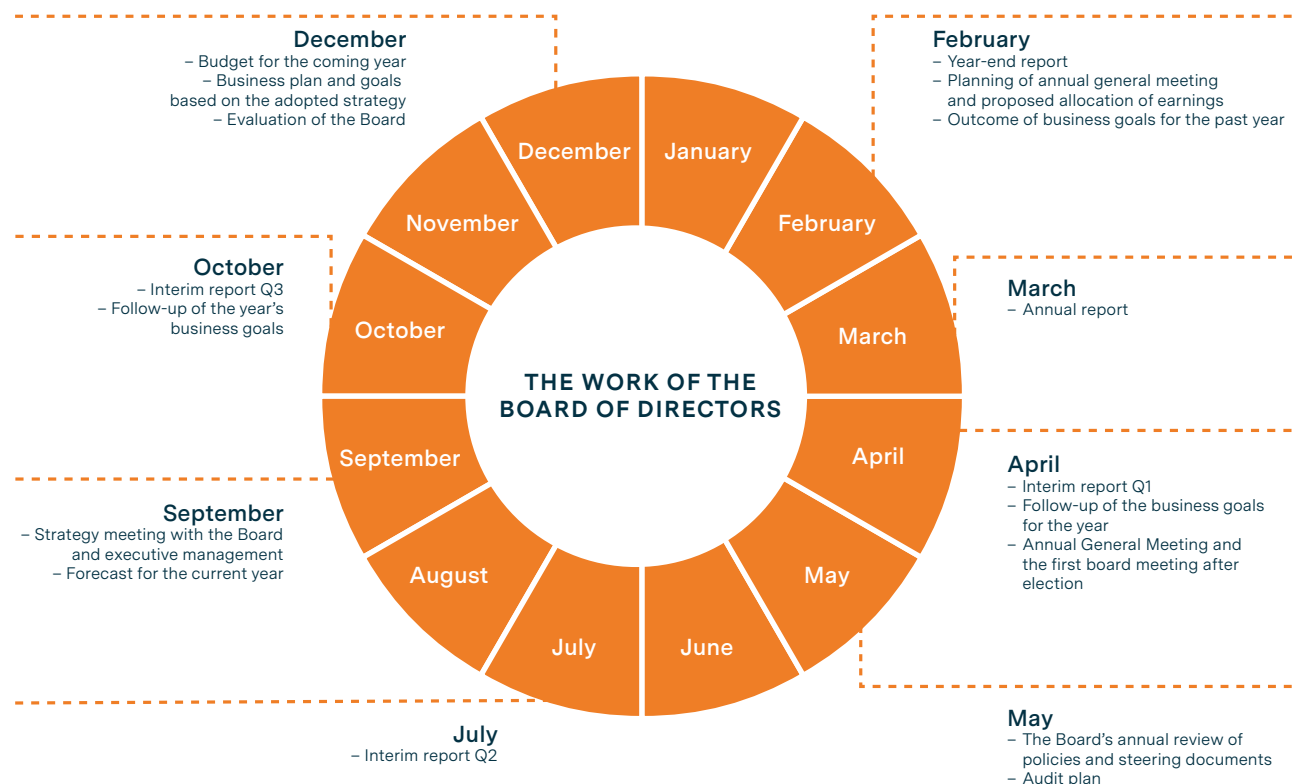 December
– Budget for the coming year
– Business plan and goals
based on the adopted strategy
– Evaluation of the Board
February
– Year-end report
– Planning of annual general meeting
and proposed allocation of earnings
– Outcome of business goals for the past year
October
– Interim report Q3
– Follow-up of the year's
business goals
March
– Annual report
September
– Strategy meeting with the Board
and executive management
– Forecast for the current year
April
– Interim report Q1
– Follow-up of the business goals
for the year
– Annual General Meeting and
the first board meeting after
election
July
– Interim report Q2
May
– The Board's annual review of
policies and steering documents
– Audit plan
THE WORK OF THE
BOARD OF DIRECTORS
January
February
March
April
May
June
July
August
September
October
November
December